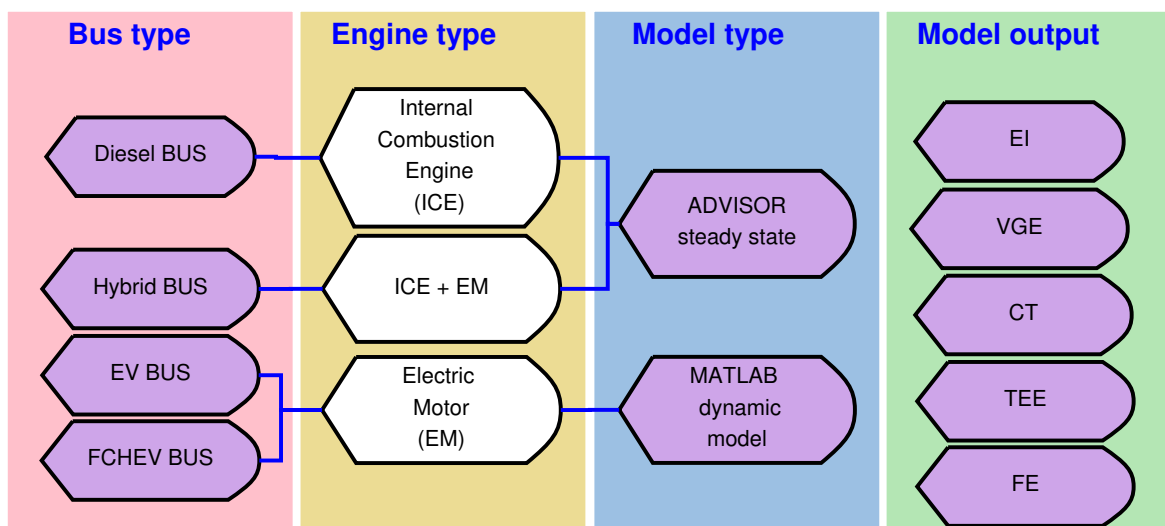 Bus type
Engine type
Model type
Model output
Diesel BUS
Hybrid BUS
EV BUS
FCHEV BUS
Internal
Combustion
Engine
(ICE)
ICE + EM
Electric
Motor
(EM)
ADVISOR
steady state
MATLAB
dynamic
model
EI
VGE
CT
TEE
FE